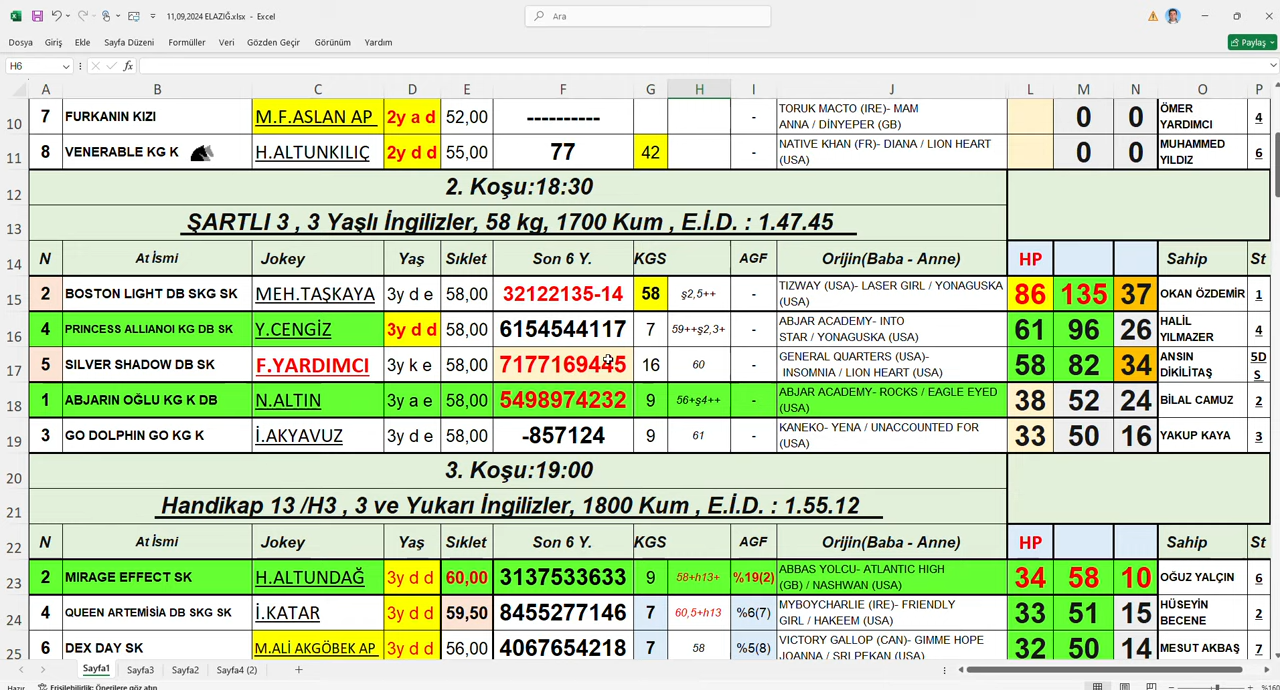 11,09,2024 ELAZIĞ.xlsx - Excel
Ara
Dosya Giriş Ekle Sayfa Düzeni Formüller Veri Gözden Geçir Görünüm Yardım
Paylaş
H6 fx
A B C D E F G H I J L M N O P
10 7 FURKANIN KIZI M.F.ASLAN AP 2y a d 52,00 ---------- - TORUK MACTO (IRE)- MAM 0 0 ÖMER 4
ANNA / DİNYEPER (GB) YARDIMCI
11 8 VENERABLE KG K H.ALTUNKILIÇ 2y d d 55,00 77 42 - NATIVE KHAN (FR)- DIANA / LION HEART 0 0 MUHAMMED 6
(USA) YILDIZ
12 2. Koşu:18:30
13 ŞARTLI 3 , 3 Yaşlı İngilizler, 58 kg, 1700 Kum , E.İ.D. : 1.47.45
14 N At İsmi Jokey Yaş Sıklet Son 6 Y. KGS AGF Orijin(Baba - Anne) HP Sahip St
15 2 BOSTON LIGHT DB SKG SK MEH.TAŞKAYA 3y d e 58,00 32122135-14 58 ş2,5++ - TIZWAY (USA)- LASER GIRL / YONAGUSKA 86 135 37 OKAN ÖZDEMİR 1
(USA)
16 4 PRINCESS ALLIANOI KG DB SK Y.CENGİZ 3y d d 58,00 6154544117 7 59++ş2,3+ - ABJAR ACADEMY- INTO 61 96 26 HALİL 4
STAR / YONAGUSKA (USA) YILMAZER
17 5 SILVER SHADOW DB SK F.YARDIMCI 3y k e 58,00 7177169445 16 60 - GENERAL QUARTERS (USA)- 58 82 34 ANSIN 5D
INSOMNIA / LION HEART (USA) DİKİLİTAŞ S
18 1 ABJARIN OĞLU KG K DB N.ALTIN 3y a e 58,00 5498974232 9 56+ş4++ - ABJAR ACADEMY- ROCKS / EAGLE EYED 38 52 24 BİLAL CAMUZ 2
(USA)
19 3 GO DOLPHIN GO KG K İ.AKYAVUZ 3y d e 58,00 -857124 9 61 - KANEKO- YENA / UNACCOUNTED FOR 33 50 16 YAKUP KAYA 3
(USA)
20 3. Koşu:19:00
21 Handikap 13 /H3 , 3 ve Yukarı İngilizler, 1800 Kum , E.İ.D. : 1.55.12
22 N At İsmi Jokey Yaş Sıklet Son 6 Y. KGS AGF Orijin(Baba - Anne) HP Sahip St
23 2 MIRAGE EFFECT SK H.ALTUNDAĞ 3y d d 60,00 3137533633 9 58+h13+ %19(2) ABBAS YOLCU- ATLANTIC HIGH 34 58 10 OĞUZ YALÇIN 6
(GB) / NASHWAN (USA)
24 4 QUEEN ARTEMİSİA DB SKG SK İ.KATAR 3y d d 59,50 8455277146 7 60,5+h13 %6(7) MYBOYCHARLIE (IRE)- FRIENDLY 33 51 15 HÜSEYİN 2
GIRL / HAKEEM (USA) BECENE
25 6 DEX DAY SK M.ALİ AKGÖBEK AP 3y d d 56,00 4067654218 7 58 %5(8) VICTORY GALLOP (CAN)- GIMME HOPE 32 50 14 MESUT AKBAŞ 7
JOANNA / SRI PEKAN (USA)
Sayfa1 Sayfa3 Sayfa2 Sayfa4 (2) +
Hazır Erişilebilirlik: Önerilere göz atın %160